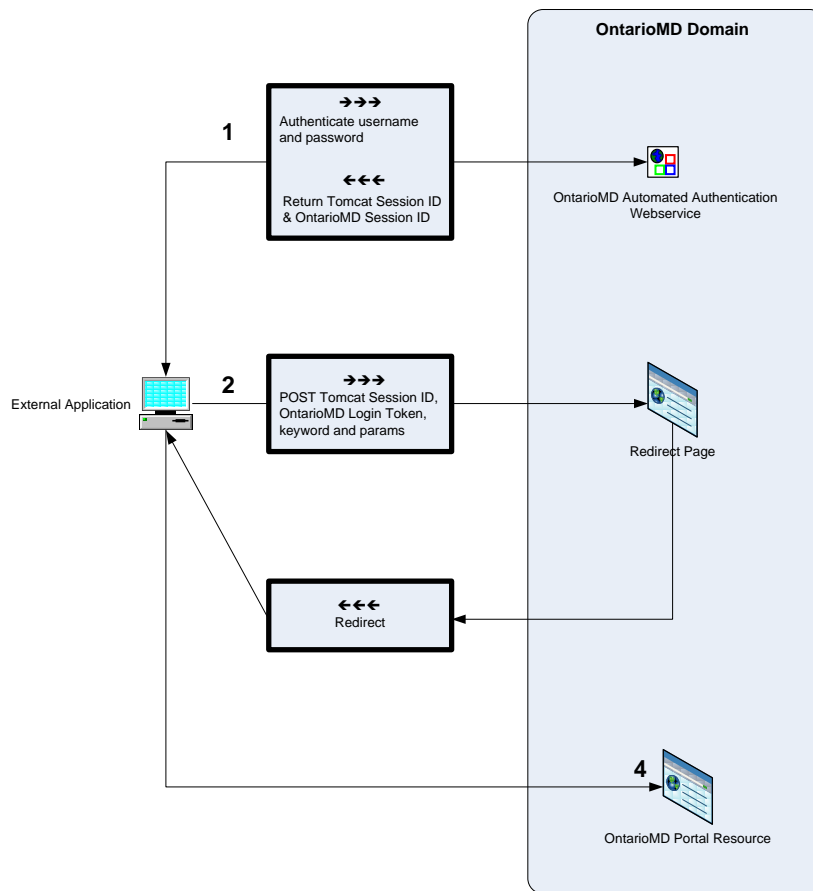 OntarioMD Domain
1
➔➔➔
Authenticate username
and password
🡸🡸🡸
Return Tomcat Session ID
& OntarioMD Session ID
OntarioMD Automated Authentication
Webservice
External Application
2
➔➔➔
POST Tomcat Session ID,
OntarioMD Login Token,
keyword and params
Redirect Page
🡸🡸🡸
Redirect
4
OntarioMD Portal Resource